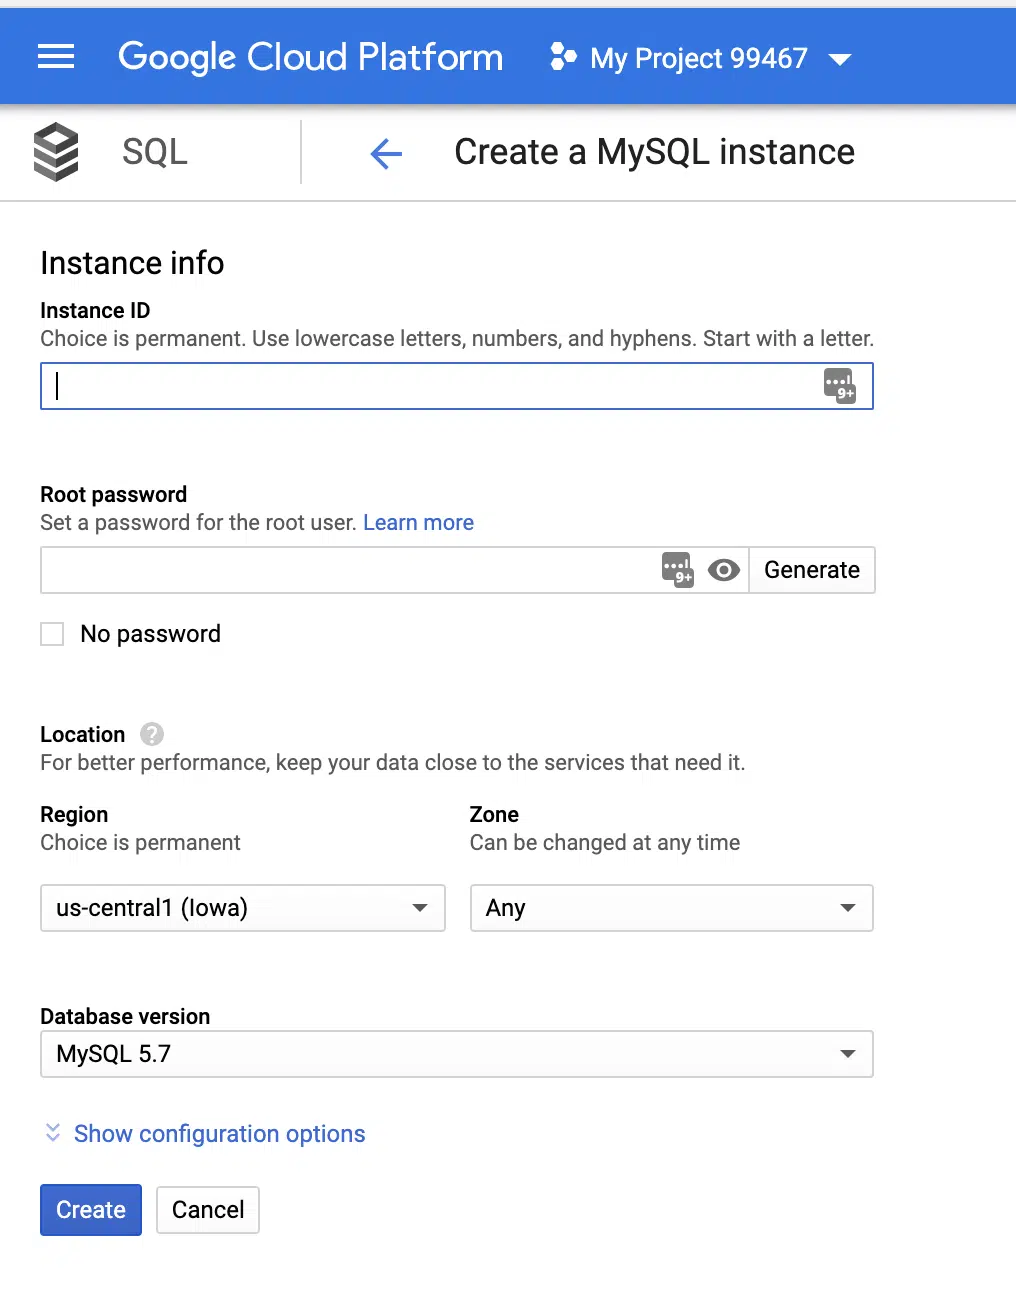 Google Cloud Platform My Project 99467
SQL Create a MySQL instance
Instance info
Instance ID
Choice is permanent. Use lowercase letters, numbers, and hyphens. Start with a letter.
9+
Root password
Set a password for the root user. Learn more
9+ Generate
No password
Location ?
For better performance, keep your data close to the services that need it.
Region Zone
Choice is permanent Can be changed at any time
us-central1 (Iowa) Any
Database version
MySQL 5.7
Show configuration options
Create Cancel